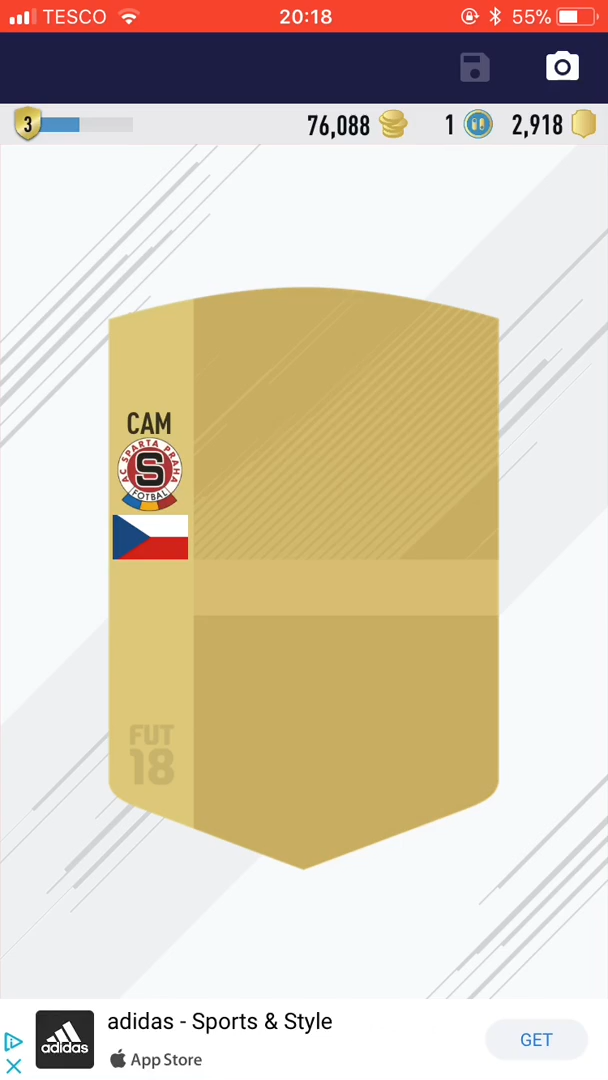 TESCO 20:18 55%
3 76,088 1 2,918
CAM
AC SPARTA PRAHA
S
FOTBAL
FUT
18
adidas - Sports & Style
adidas
App Store
GET